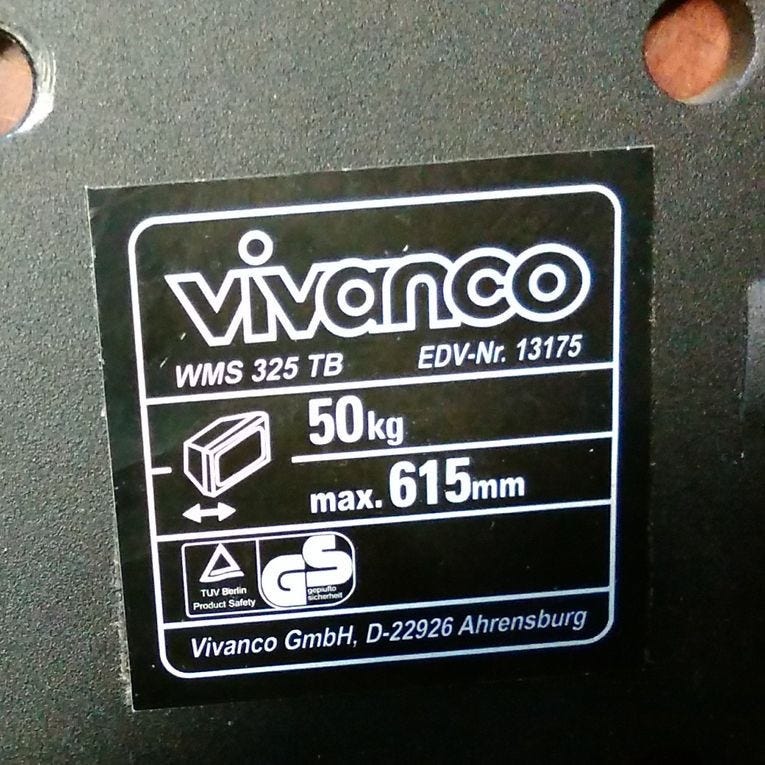 vivanco
WMS 325 TB EDV-Nr. 13175
50kg
max. 615mm
TÜV Berlin
Product Safety
GS
geprüfte
sicherheit
Vivanco GmbH, D-22926 Ahrensburg